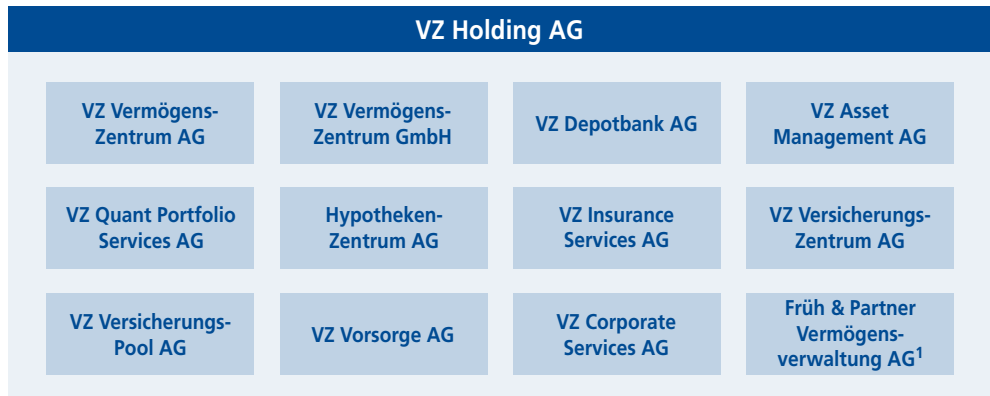 VZ Holding AG
VZ Vermögens-
Zentrum AG
VZ Vermögens-
Zentrum GmbH
VZ Depotbank AG
VZ Asset
Management AG
VZ Quant Portfolio
Services AG
Hypotheken-
Zentrum AG
VZ Insurance
Services AG
VZ Versicherungs-
Zentrum AG
VZ Versicherungs-
Pool AG
VZ Vorsorge AG
VZ Corporate
Services AG
Früh & Partner
Vermögens-
verwaltung AG¹